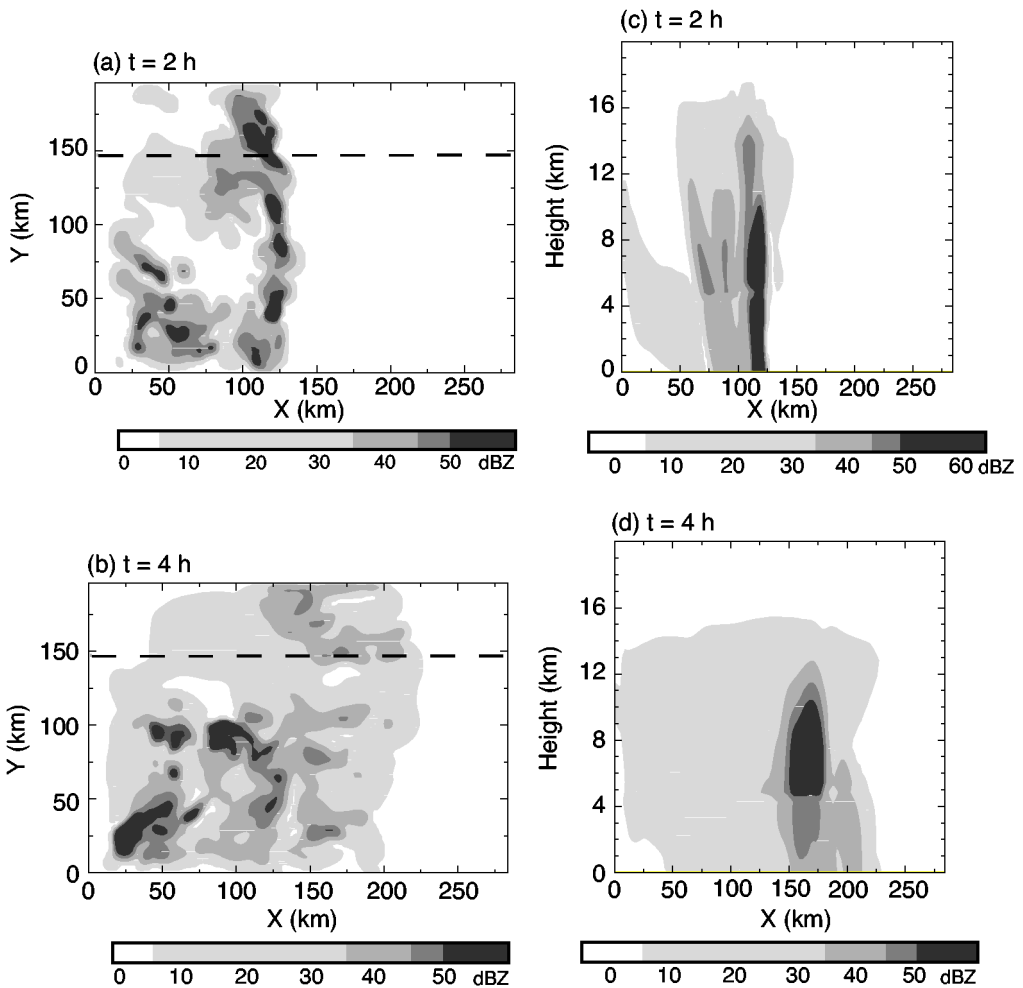 (a) t = 2 h
150
100
50
0
Y (km)
0 50 100 150 200 250
X (km)
0 10 20 30 40 50 dBZ
(c) t = 2 h
16
12
8
4
0
Height (km)
0 50 100 150 200 250
X (km)
0 10 20 30 40 50 60 dBZ
(b) t = 4 h
150
100
50
0
Y (km)
0 50 100 150 200 250
X (km)
0 10 20 30 40 50 dBZ
(d) t = 4 h
16
12
8
4
0
Height (km)
0 50 100 150 200 250
X (km)
0 10 20 30 40 50 dBZ